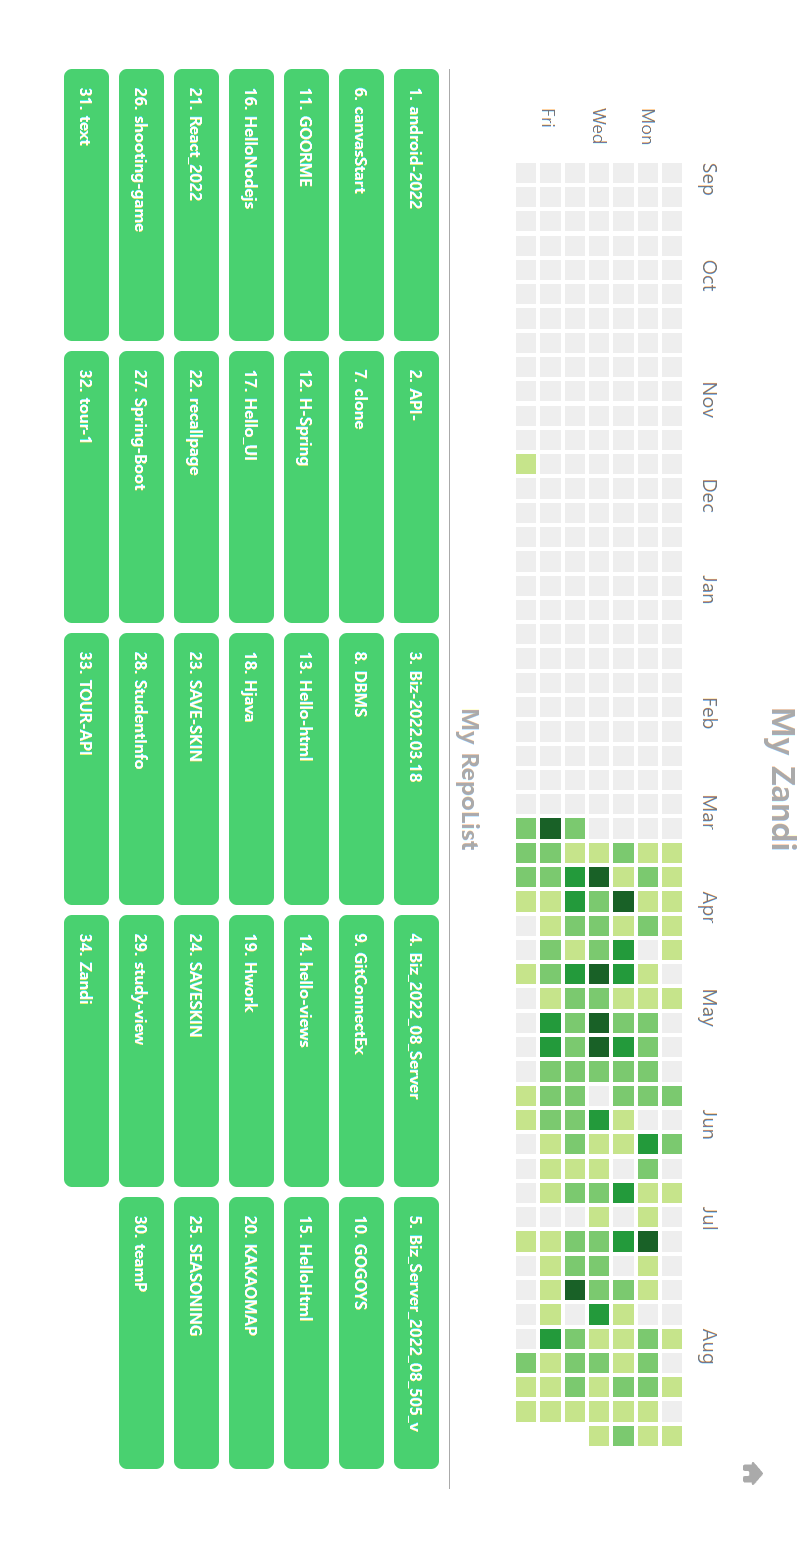 My Zandi
Sep Oct Nov Dec Jan Feb Mar Apr May Jun Jul Aug
Mon
Wed
Fri
My RepoList
1. android-2022
2. API-
3. Biz-2022.03.18
4. Biz_2022_08_Server
5. Biz_Server_2022_08_505_v
6. canvasStart
7. clone
8. DBMS
9. GitConnectEx
10. GOGOYS
11. GOORME
12. H-Spring
13. Hello-html
14. hello-views
15. HelloHtml
16. HelloNodejs
17. Hello_UI
18. Hjava
19. Hwork
20. KAKAOMAP
21. React_2022
22. recallpage
23. SAVE-SKIN
24. SAVESKIN
25. SEASONING
26. shooting-game
27. Spring-Boot
28. StudentInfo
29. study-view
30. teamP
31. text
32. tour-1
33. TOUR-API
34. Zandi